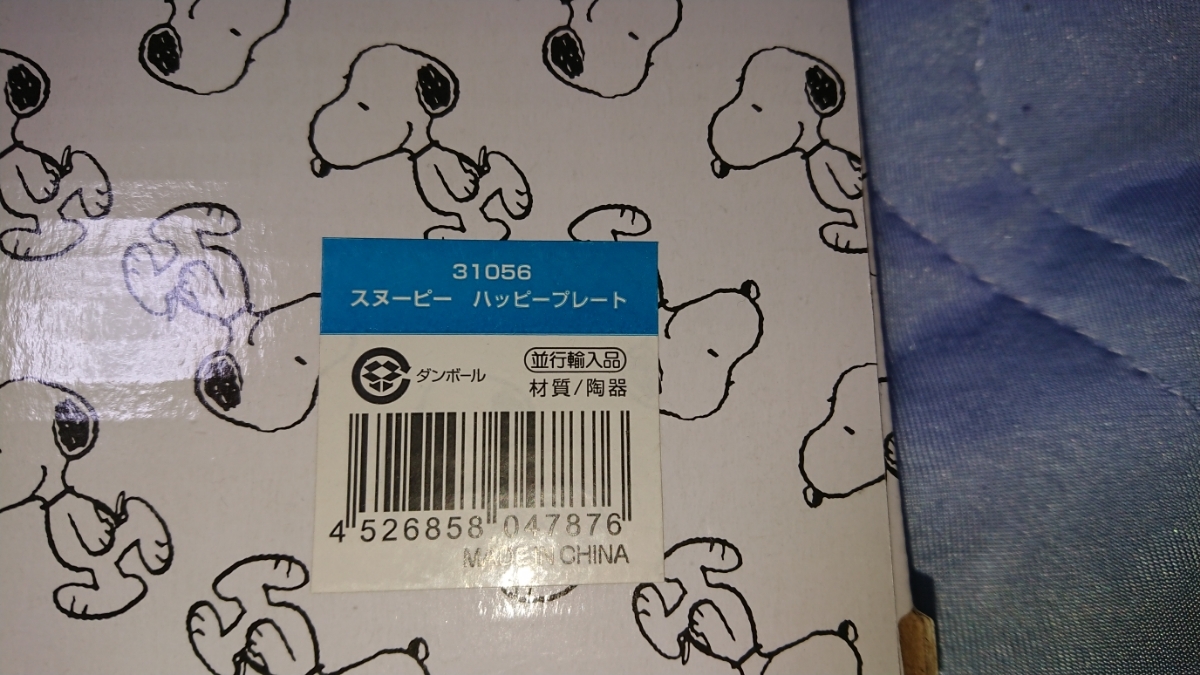 31056
スヌーピー　ハッピープレート
ダンボール
並行輸入品
材質/陶器
4 526858 047876
MADE IN CHINA